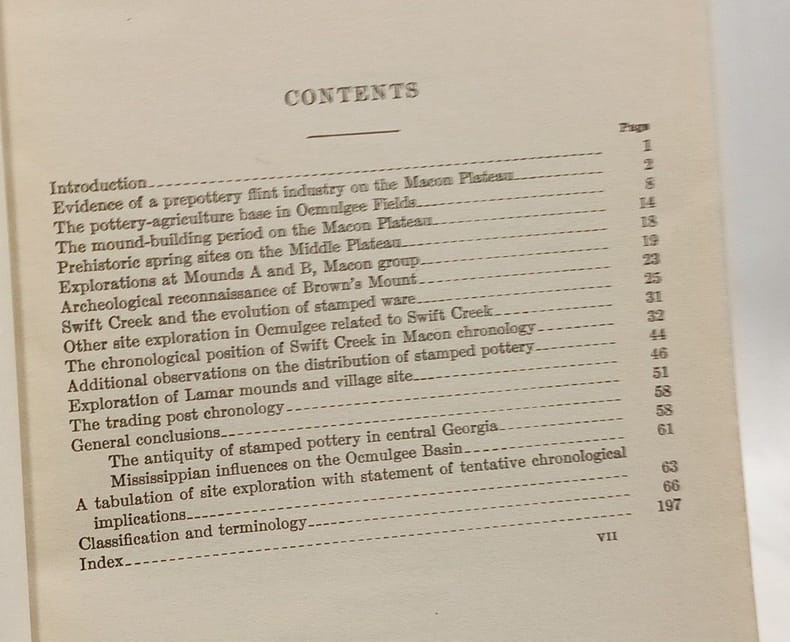 CONTENTS
Page
Introduction 1
Evidence of a prepottery flint industry on the Macon Plateau 2
The pottery-agriculture base in Ocmulgee Fields 8
The mound-building period on the Macon Plateau 14
Prehistoric spring sites on the Middle Plateau 18
Explorations at Mounds A and B, Macon group 19
Archeological reconnaissance of Brown's Mount 23
Swift Creek and the evolution of stamped ware 25
Other site exploration in Ocmulgee related to Swift Creek 31
The chronological position of Swift Creek in Macon chronology 32
Additional observations on the distribution of stamped pottery 44
Exploration of Lamar mounds and village site 46
The trading post chronology 51
General conclusions 58
The antiquity of stamped pottery in central Georgia 58
Mississippian influences on the Ocmulgee Basin 61
A tabulation of site exploration with statement of tentative chronological
implications 63
Classification and terminology 66
Index 197
VII